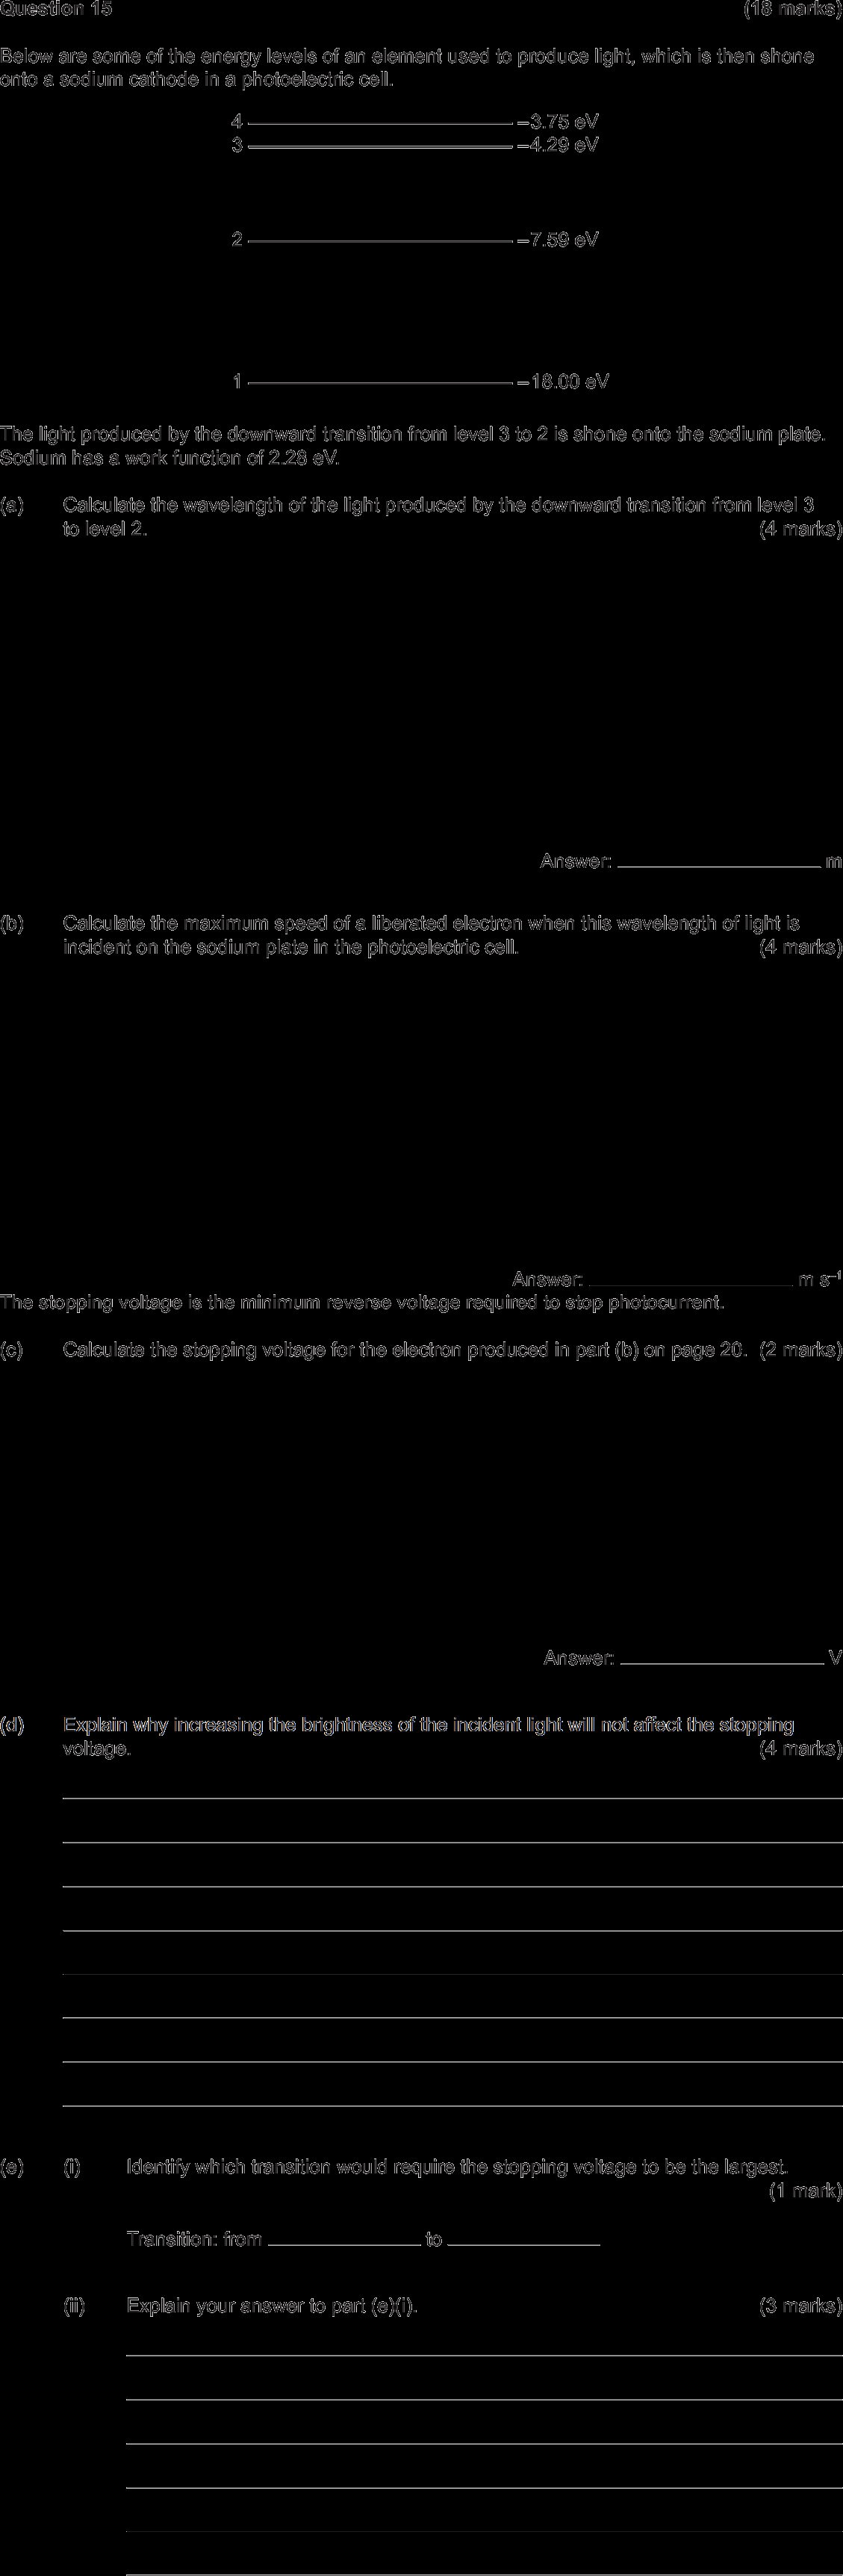 Question 15 (18 marks)
Below are some of the energy levels of an element used to produce light, which is then shone
onto a sodium cathode in a photoelectric cell.
4 –3.75 eV
3 –4.29 eV
2 –7.59 eV
1 –18.00 eV
The light produced by the downward transition from level 3 to 2 is shone onto the sodium plate.
Sodium has a work function of 2.28 eV.
(a) Calculate the wavelength of the light produced by the downward transition from level 3
to level 2. (4 marks)
Answer: m
(b) Calculate the maximum speed of a liberated electron when this wavelength of light is
incident on the sodium plate in the photoelectric cell. (4 marks)
Answer: m s⁻¹
The stopping voltage is the minimum reverse voltage required to stop photocurrent.
(c) Calculate the stopping voltage for the electron produced in part (b) on page 20. (2 marks)
Answer: V
(d) Explain why increasing the brightness of the incident light will not affect the stopping
voltage. (4 marks)
(e) (i) Identify which transition would require the stopping voltage to be the largest.
(1 mark)
Transition: from to
(ii) Explain your answer to part (e)(i). (3 marks)